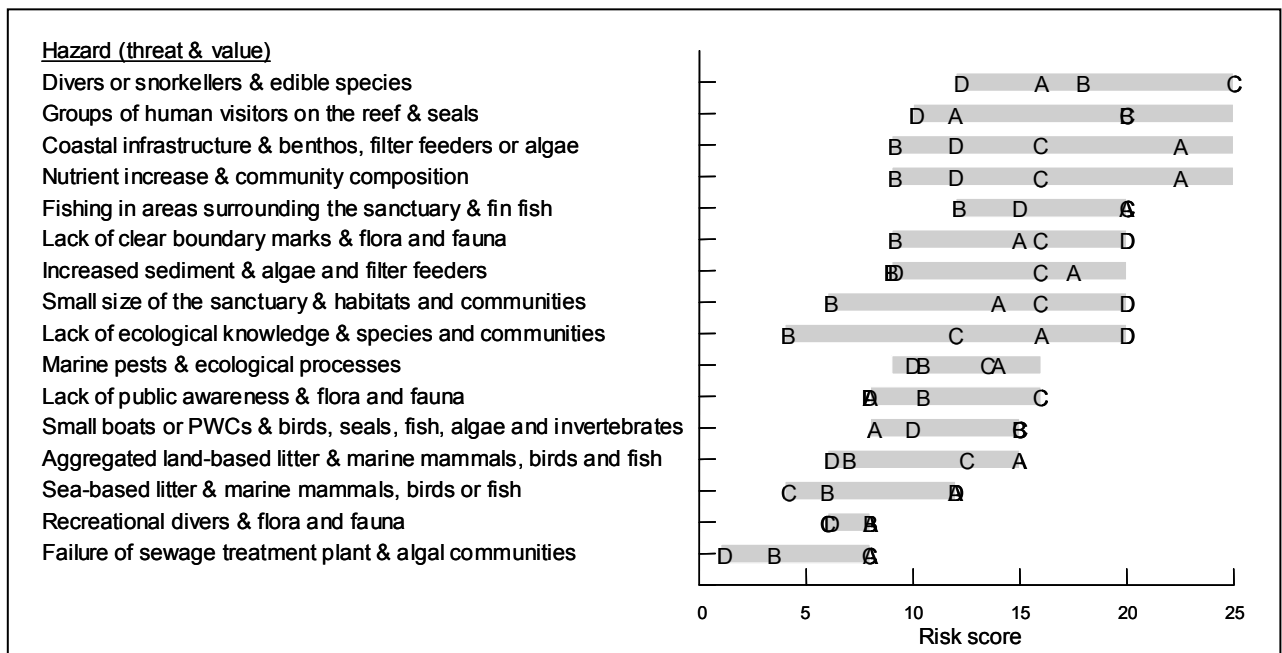 Hazard (threat & value)
Divers or snorkellers & edible species D A B C
Groups of human visitors on the reef & seals D A B C
Coastal infrastructure & benthos, filter feeders or algae B D C A
Nutrient increase & community composition B D C A
Fishing in areas surrounding the sanctuary & fin fish B D A C
Lack of clear boundary marks & flora and fauna B A C D
Increased sediment & algae and filter feeders B D C A
Small size of the sanctuary & habitats and communities B A C D
Lack of ecological knowledge & species and communities B C A D
Marine pests & ecological processes D B C A
Lack of public awareness & flora and fauna D A B C
Small boats or PWCs & birds, seals, fish, algae and invertebrates A D B C
Aggregated land-based litter & marine mammals, birds and fish D B C A
Sea-based litter & marine mammals, birds or fish C B D A
Recreational divers & flora and fauna C D B A
Failure of sewage treatment plant & algal communities D B C A
0 5 10 15 20 25
Risk score